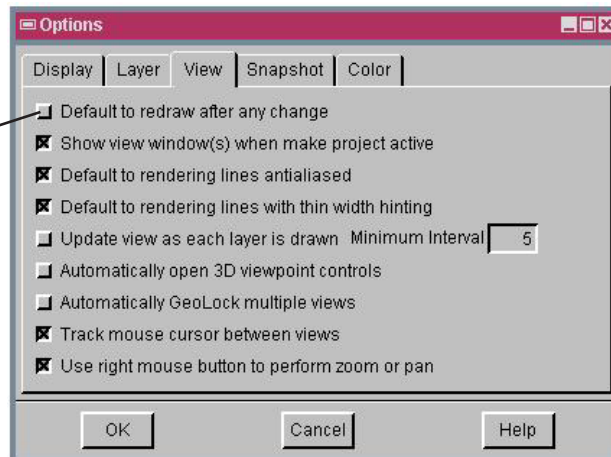 Options
Display Layer View Snapshot Color
Default to redraw after any change
Show view window(s) when make project active
Default to rendering lines antialiased
Default to rendering lines with thin width hinting
Update view as each layer is drawn Minimum Interval 5
Automatically open 3D viewpoint controls
Automatically GeoLock multiple views
Track mouse cursor between views
Use right mouse button to perform zoom or pan
OK Cancel Help